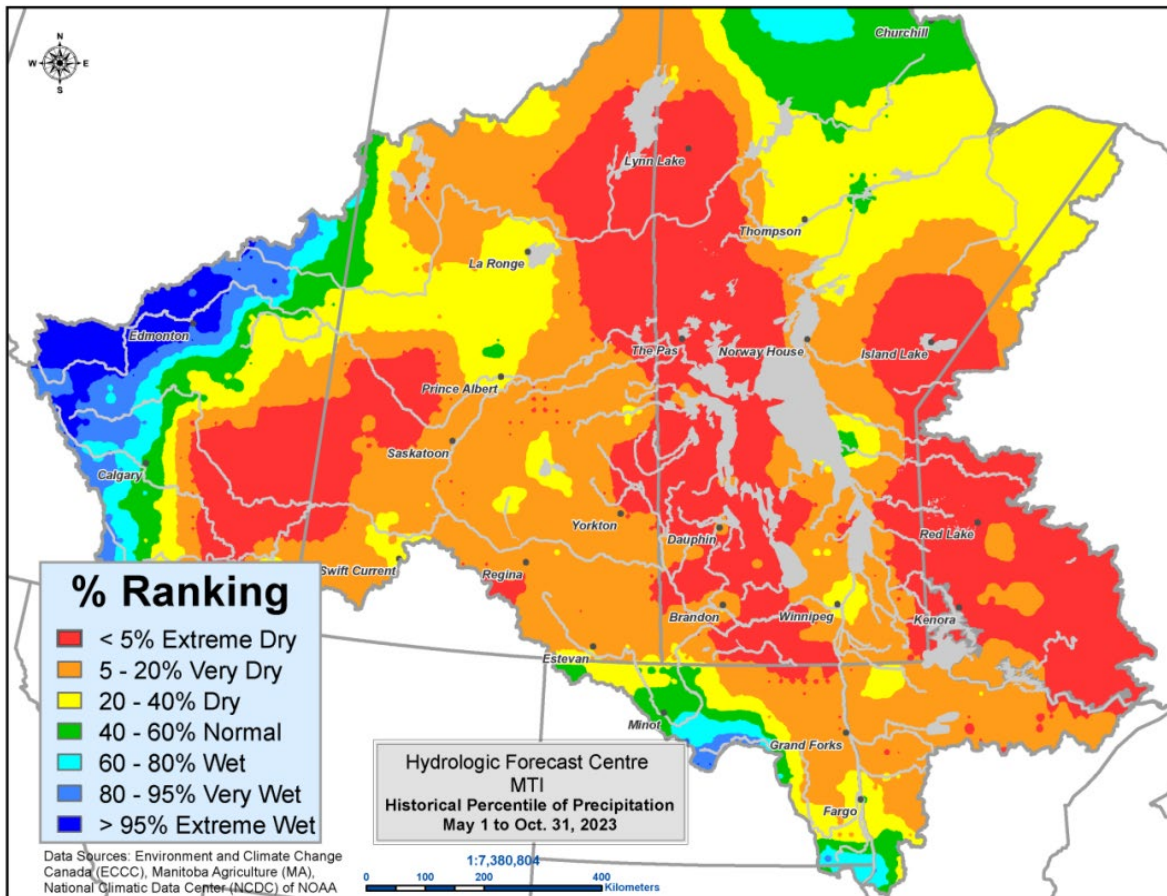 N
W E
S
Churchill
Lynn Lake
Thompson
La Ronge
Edmonton
The Pas
Norway House
Island Lake
Prince Albert
Saskatoon
Calgary
Yorkton
Red Lake
Dauphin
Swift Current
Regina
Brandon
Winnipeg
Kenora
Estevan
Minot
Grand Forks
Fargo
% Ranking
< 5% Extreme Dry
5 - 20% Very Dry
20 - 40% Dry
40 - 60% Normal
60 - 80% Wet
80 - 95% Very Wet
> 95% Extreme Wet
Hydrologic Forecast Centre
MTI
Historical Percentile of Precipitation
May 1 to Oct. 31, 2023
Data Sources: Environment and Climate Change
Canada (ECCC), Manitoba Agriculture (MA),
National Climatic Data Center (NCDC) of NOAA
1:7,380,804
0 100 200 400
Kilometers